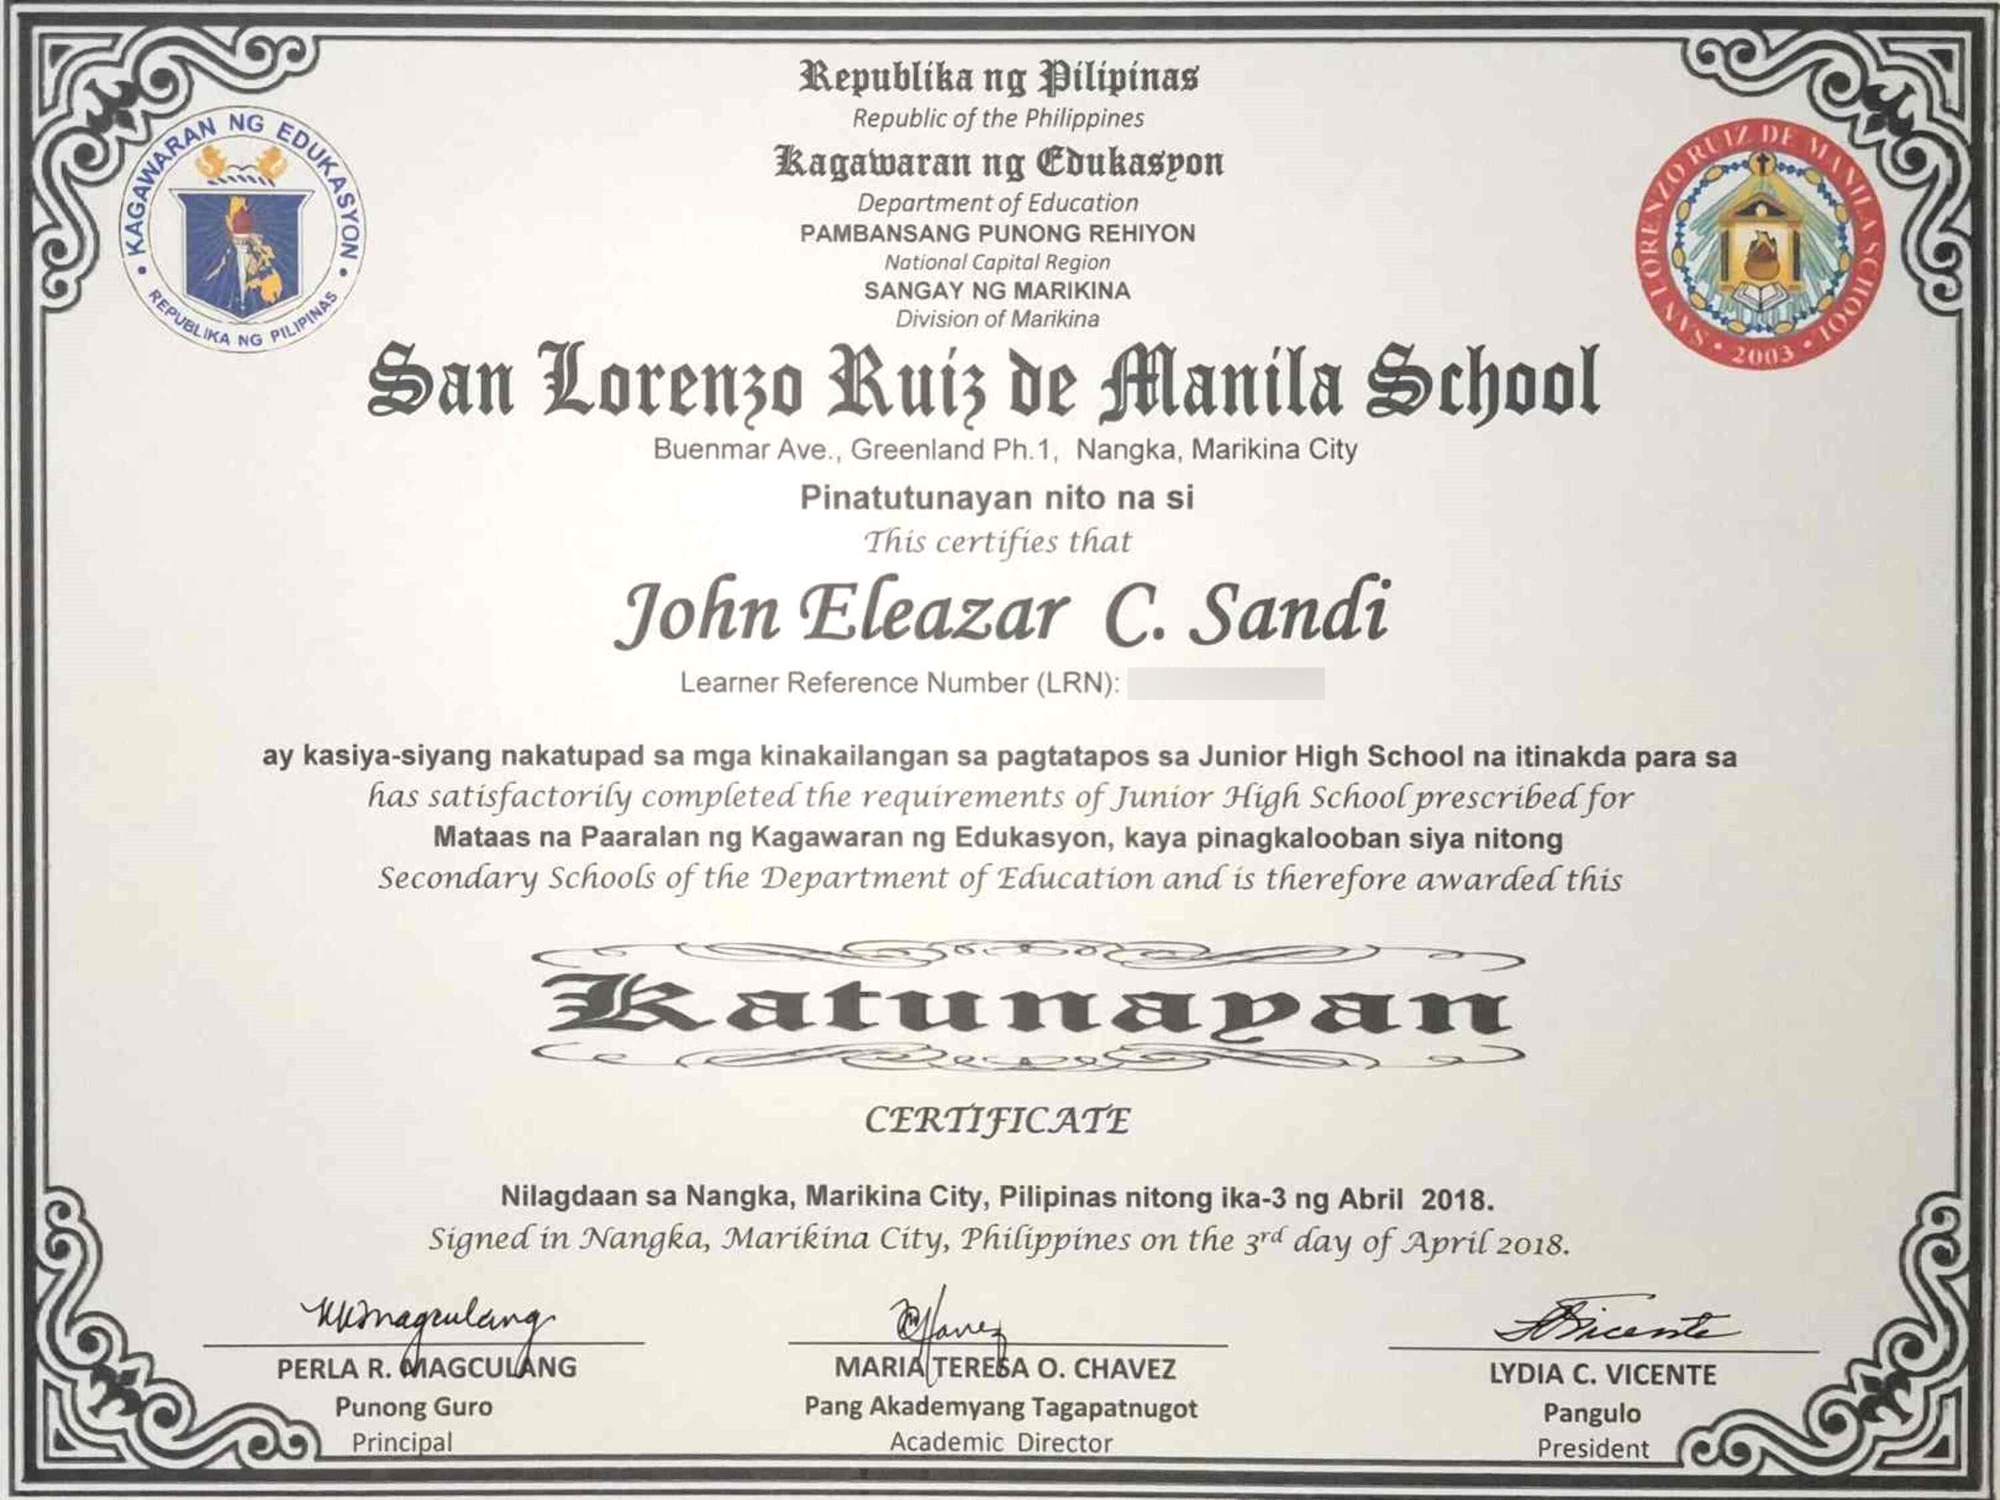 Republika ng Pilipinas
Republic of the Philippines
Kagawaran ng Edukasyon
Department of Education
PAMBANSANG PUNONG REHIYON
National Capital Region
SANGAY NG MARIKINA
Division of Marikina
KAGAWARAN NG EDUKASYON
REPUBLIKA NG PILIPINAS
SAN LORENZO RUIZ DE MANILA SCHOOL
2003
San Lorenzo Ruiz de Manila School
Buenmar Ave., Greenland Ph.1, Nangka, Marikina City
Pinatutunayan nito na si
This certifies that
John Eleazar C. Sandi
Learner Reference Number (LRN):
ay kasiya-siyang nakatupad sa mga kinakailangan sa pagtatapos sa Junior High School na itinakda para sa
has satisfactorily completed the requirements of Junior High School prescribed for
Mataas na Paaralan ng Kagawaran ng Edukasyon, kaya pinagkalooban siya nitong
Secondary Schools of the Department of Education and is therefore awarded this
Katunayan
CERTIFICATE
Nilagdaan sa Nangka, Marikina City, Pilipinas nitong ika-3 ng Abril 2018.
Signed in Nangka, Marikina City, Philippines on the 3rd day of April 2018.
PERLA R. MAGCULANG
Punong Guro
Principal
MARIA TERESA O. CHAVEZ
Pang Akademyang Tagapatnugot
Academic Director
LYDIA C. VICENTE
Pangulo
President